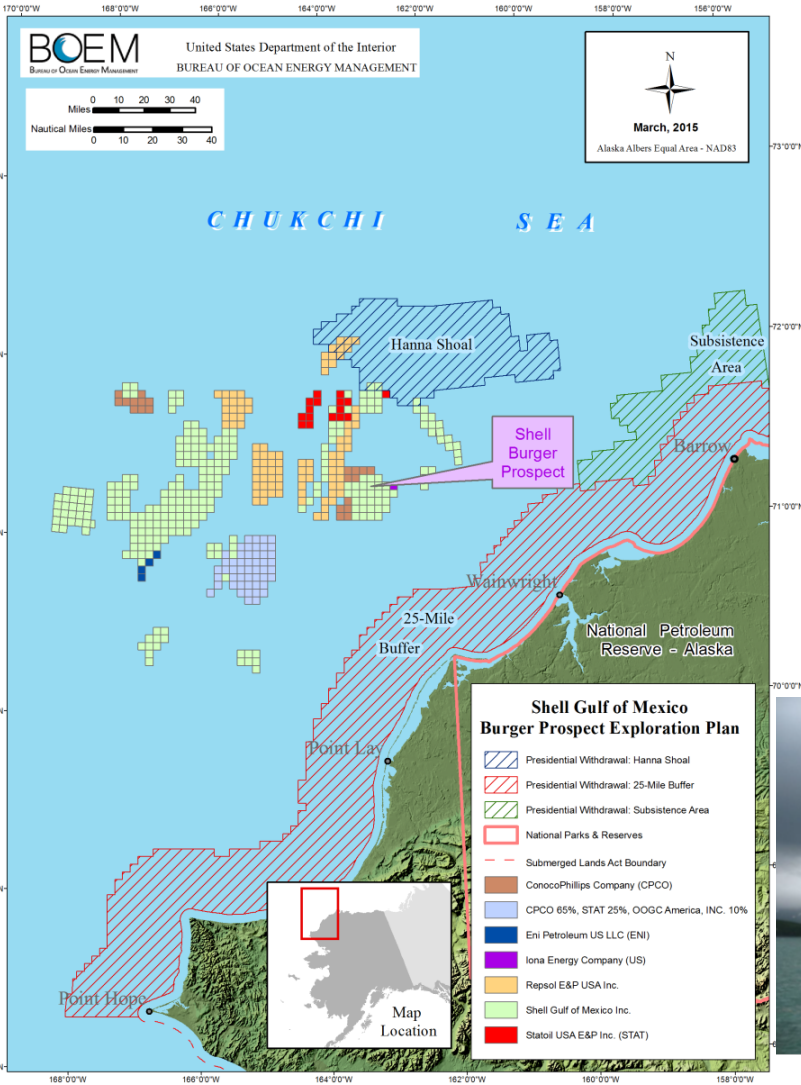 170°0'0"W 168°0'0"W 166°0'0"W 164°0'0"W 162°0'0"W 160°0'0"W 158°0'0"W 156°0'0"W
BOEM
BUREAU OF OCEAN ENERGY MANAGEMENT
United States Department of the Interior
BUREAU OF OCEAN ENERGY MANAGEMENT
Miles 0 10 20 30 40
Nautical Miles
0 10 20 30 40
N
March, 2015
Alaska Albers Equal Area - NAD83
73°0'0"N
CHUKCHI SEA
72°0'0"N
Hanna Shoal
Subsistence
Area
Shell
Burger
Prospect
Barrow
71°0'0"N
Wainwright
25-Mile
Buffer
National Petroleum
Reserve - Alaska
70°0'0"N
Point Lay
Point Hope
Map
Location
Shell Gulf of Mexico
Burger Prospect Exploration Plan
Presidential Withdrawal: Hanna Shoal
Presidential Withdrawal: 25-Mile Buffer
Presidential Withdrawal: Subsistence Area
National Parks & Reserves
Submerged Lands Act Boundary
ConocoPhillips Company (CPCO)
CPCO 65%, STAT 25%, OOGC America, INC. 10%
Eni Petroleum US LLC (ENI)
Iona Energy Company (US)
Repsol E&P USA Inc.
Shell Gulf of Mexico Inc.
Statoil USA E&P Inc. (STAT)
168°0'0"W 166°0'0"W 164°0'0"W 162°0'0"W 160°0'0"W 158°0'0"W